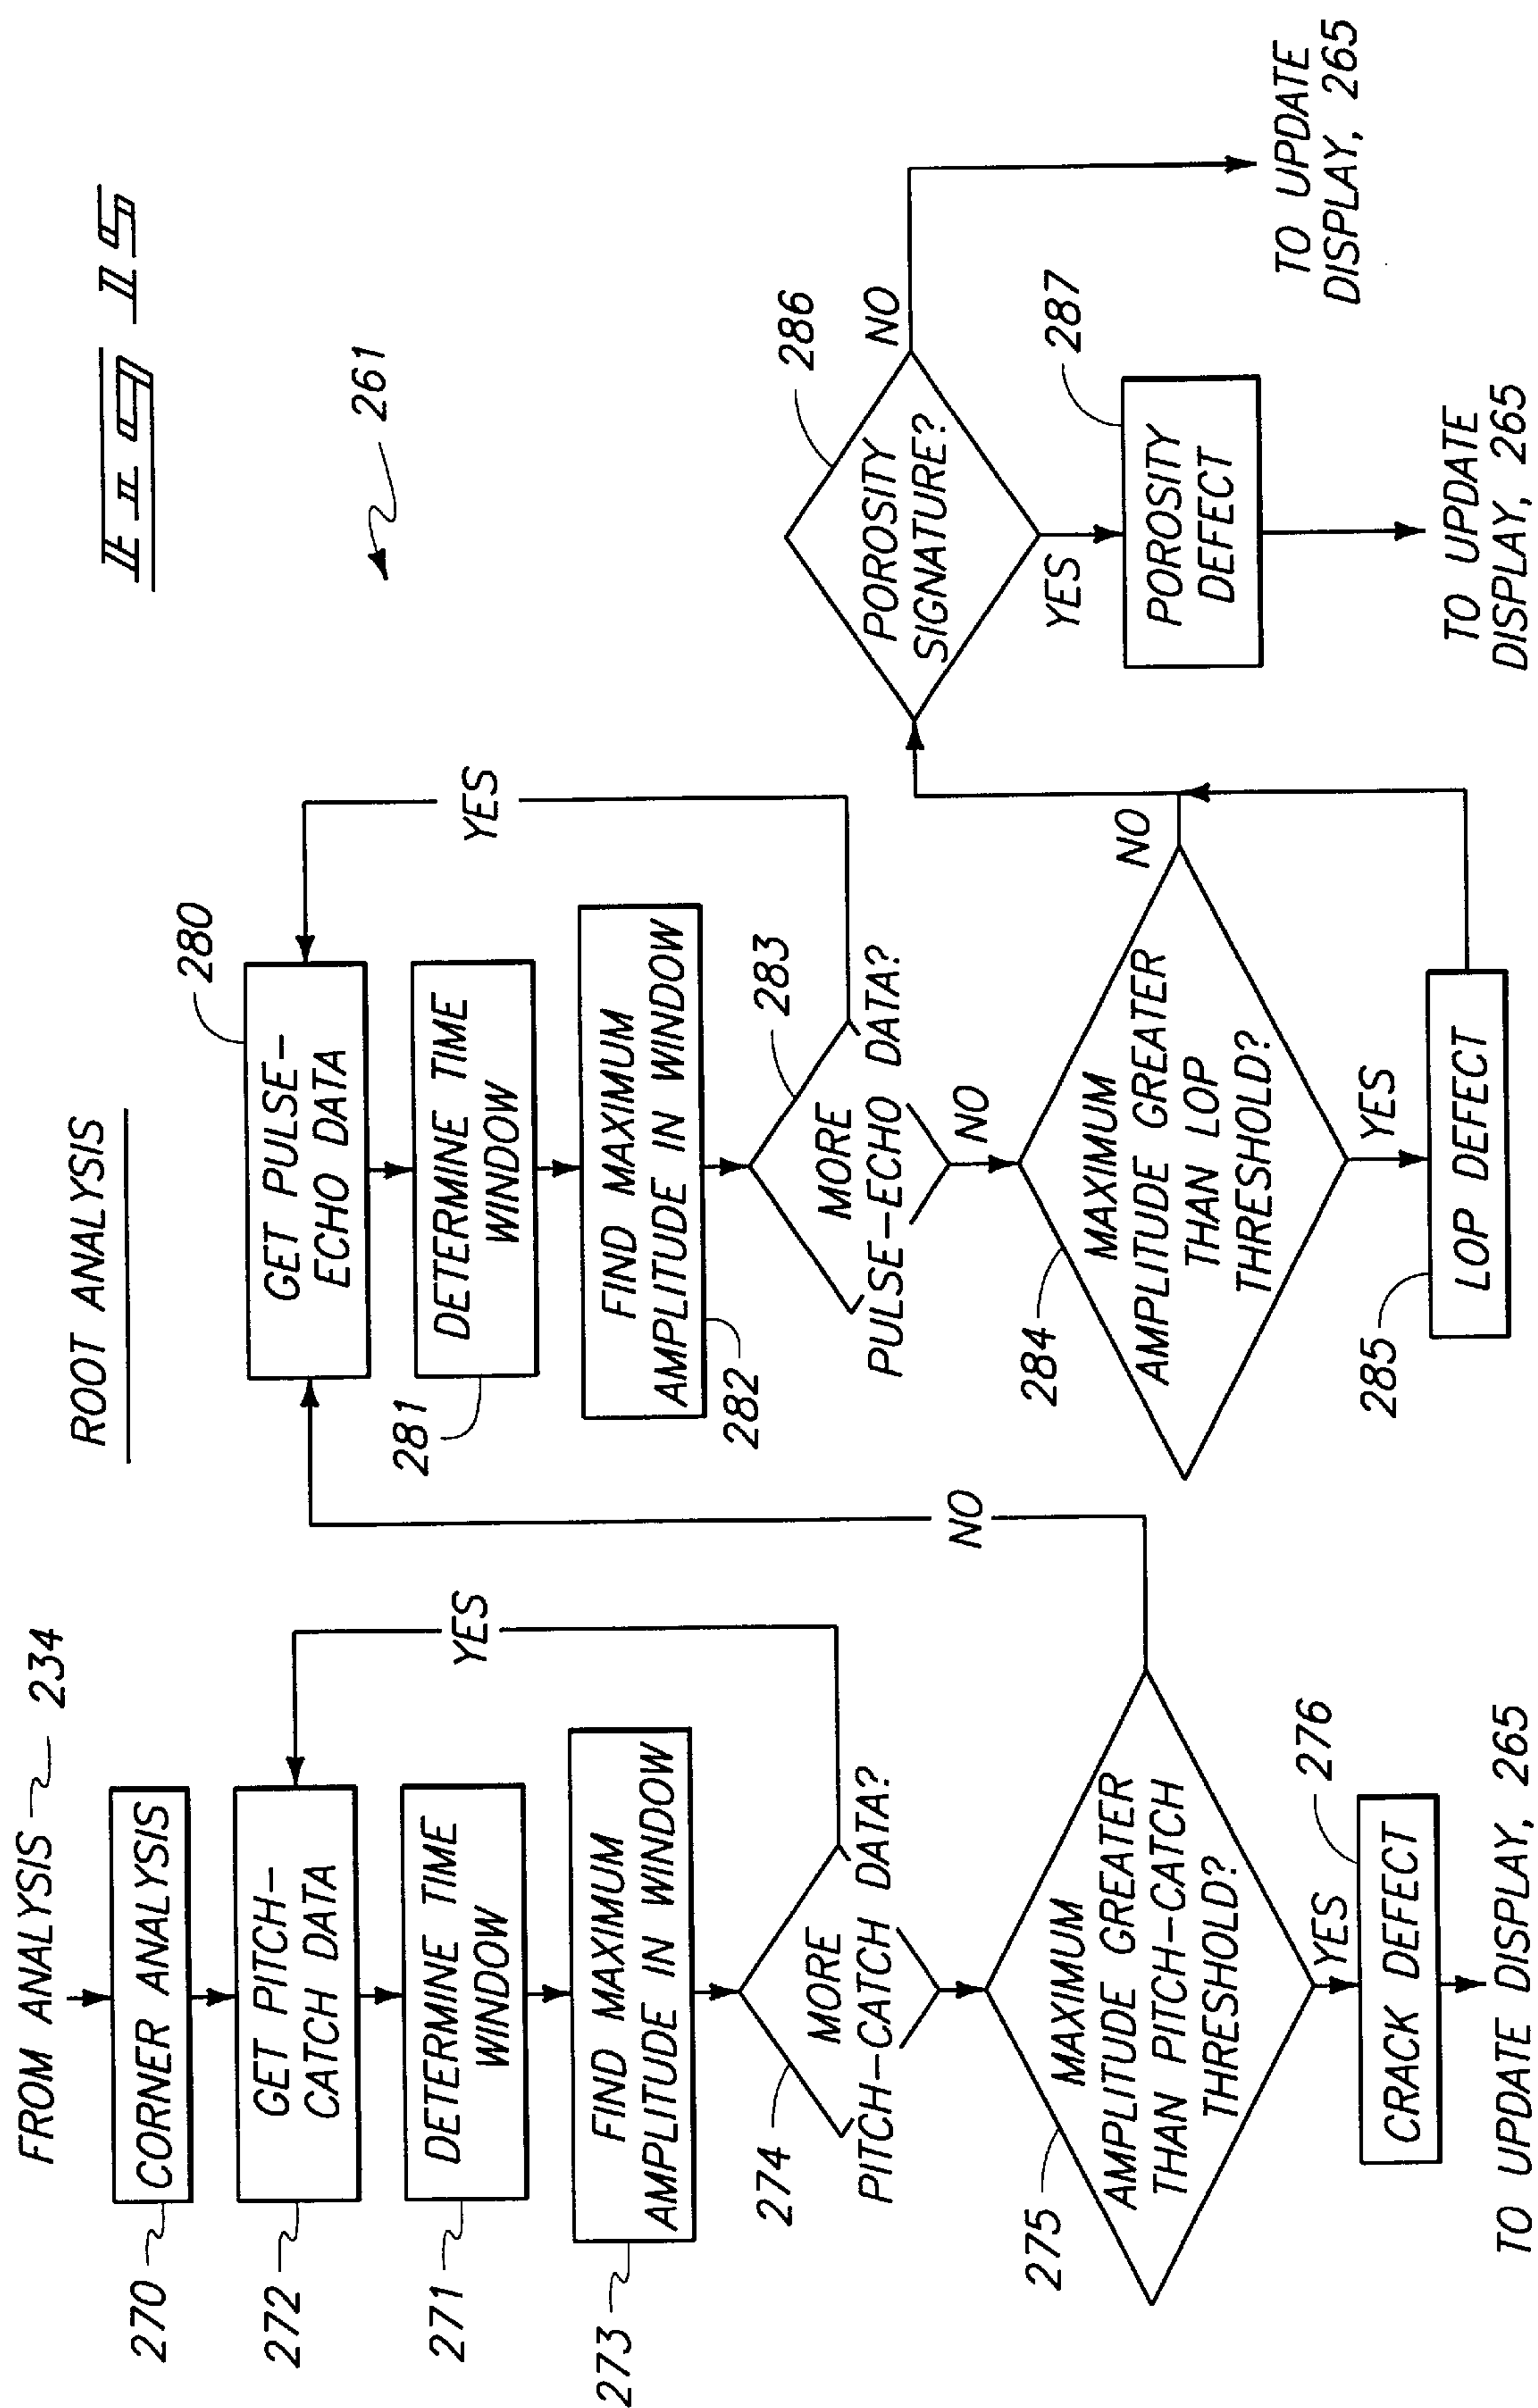 FIG 15
ROOT ANALYSIS
261
FROM ANALYSIS
234
270
CORNER ANALYSIS
272
GET PITCH-
CATCH DATA
271
DETERMINE TIME
WINDOW
273
FIND MAXIMUM
AMPLITUDE IN WINDOW
YES
274
MORE
PITCH-CATCH DATA?
275
MAXIMUM
AMPLITUDE GREATER
THAN PITCH-CATCH
THRESHOLD?
NO
YES
276
CRACK DEFECT
TO UPDATE DISPLAY, 265
280
GET PULSE-
ECHO DATA
281
DETERMINE TIME
WINDOW
FIND MAXIMUM
AMPLITUDE IN WINDOW
282
YES
283
MORE
PULSE-ECHO DATA?
NO
284
MAXIMUM
AMPLITUDE GREATER
THAN LOP
THRESHOLD?
NO
YES
285
LOP DEFECT
286
POROSITY
SIGNATURE?
NO
YES
287
POROSITY
DEFECT
TO UPDATE
DISPLAY, 265
TO UPDATE
DISPLAY, 265